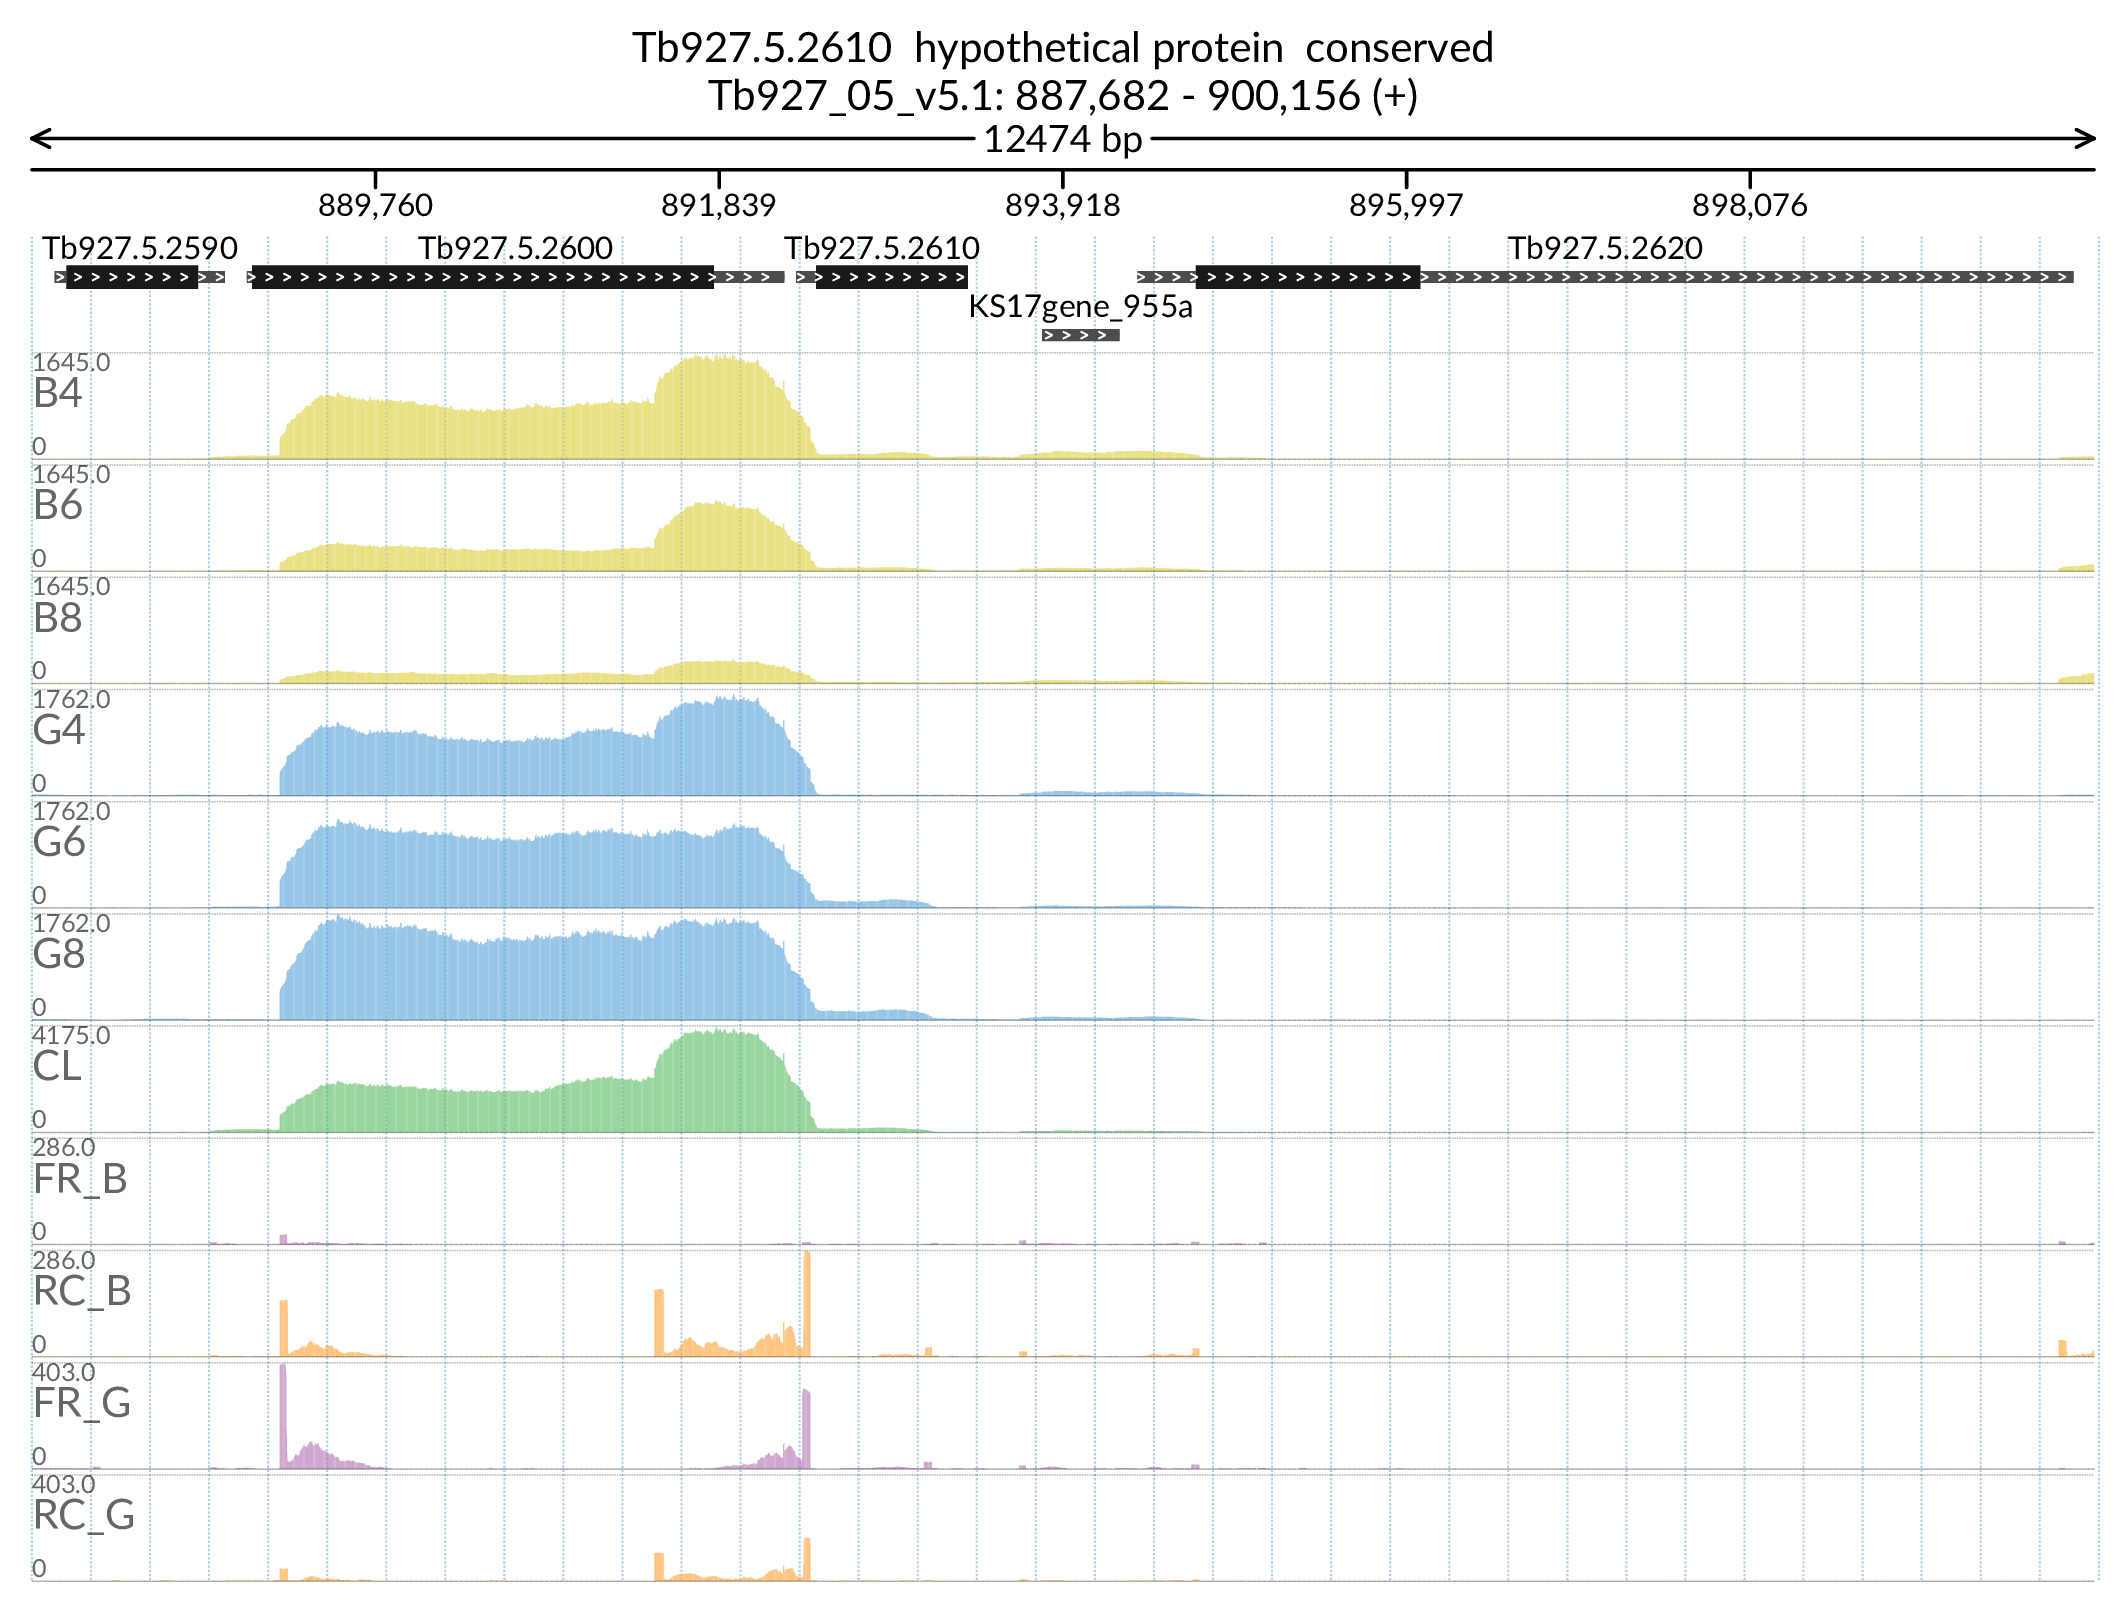 Tb927.5.2610  hypothetical protein  conserved
Tb927_05_v5.1: 887,682 - 900,156 (+)
12474 bp
889,760 891,839 893,918 895,997 898,076
Tb927.5.2590 Tb927.5.2600 Tb927.5.2610 Tb927.5.2620
KS17gene_955a
1645.0
B4
0
1645.0
B6
0
1645.0
B8
0
1762.0
G4
0
1762.0
G6
0
1762.0
G8
0
4175.0
CL
0
286.0
FR_B
0
286.0
RC_B
0
403.0
FR_G
0
403.0
RC_G
0